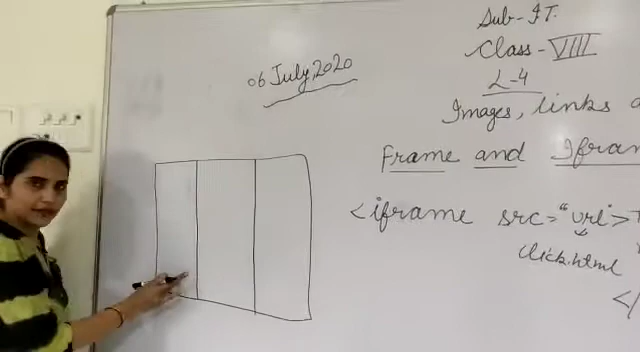 Sub-IT.
Class-VIII
06 July, 2020
L-4
Images, links
Frame and Ifram
<iframe src="url>
Click.html
</